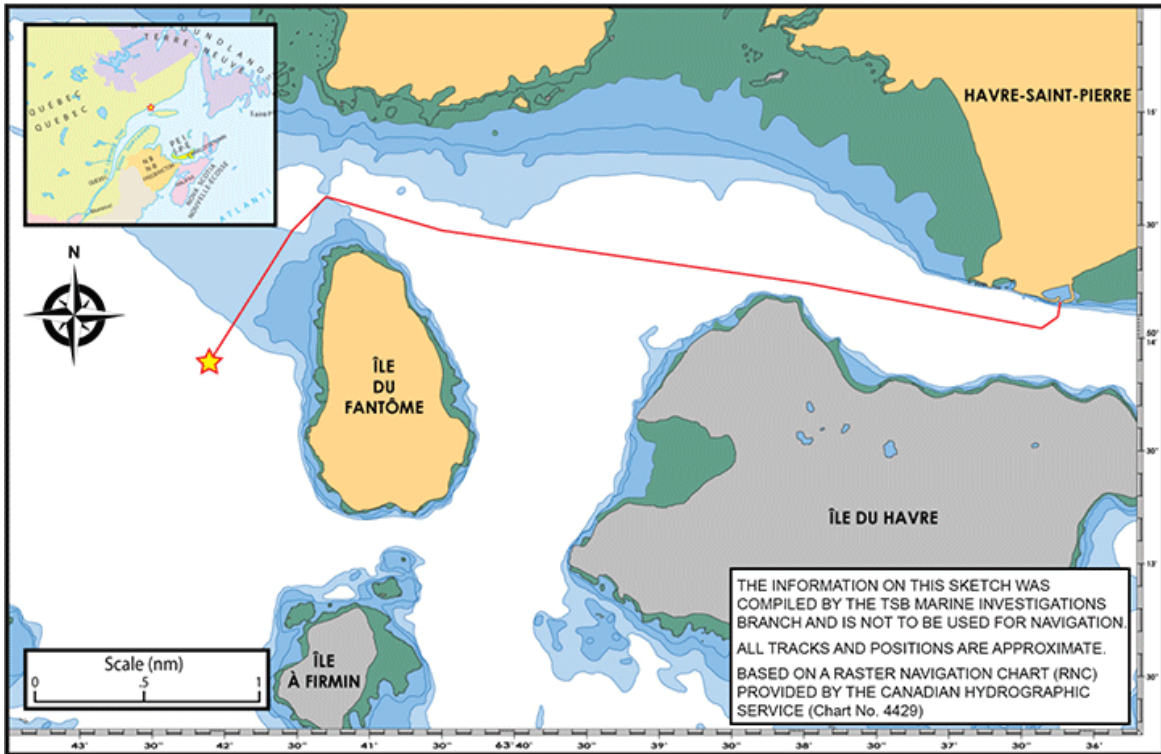 NEWFOUNDLAND
TERRE-NEUVE
QUÉBEC
QUÉBEC
P.E.I.
Î.-P.-É.
N.B.
N.-B.
FREDERICTON
NOVA SCOTIA
NOUVELLE-ÉCOSSE
ATLANTI
HAVRE-SAINT-PIERRE
N
ÎLE
DU
FANTÔME
ÎLE DU HAVRE
ÎLE
À FIRMIN
Scale (nm)
0 .5 1
THE INFORMATION ON THIS SKETCH WAS
COMPILED BY THE TSB MARINE INVESTIGATIONS
BRANCH AND IS NOT TO BE USED FOR NAVIGATION.
ALL TRACKS AND POSITIONS ARE APPROXIMATE.
BASED ON A RASTER NAVIGATION CHART (RNC)
PROVIDED BY THE CANADIAN HYDROGRAPHIC
SERVICE (Chart No. 4429)
15'
30"
50°
14'
30"
13'
30"
43' 30" 42' 30" 41' 30" 63°40' 30" 39' 30" 38' 30" 37' 30" 36'